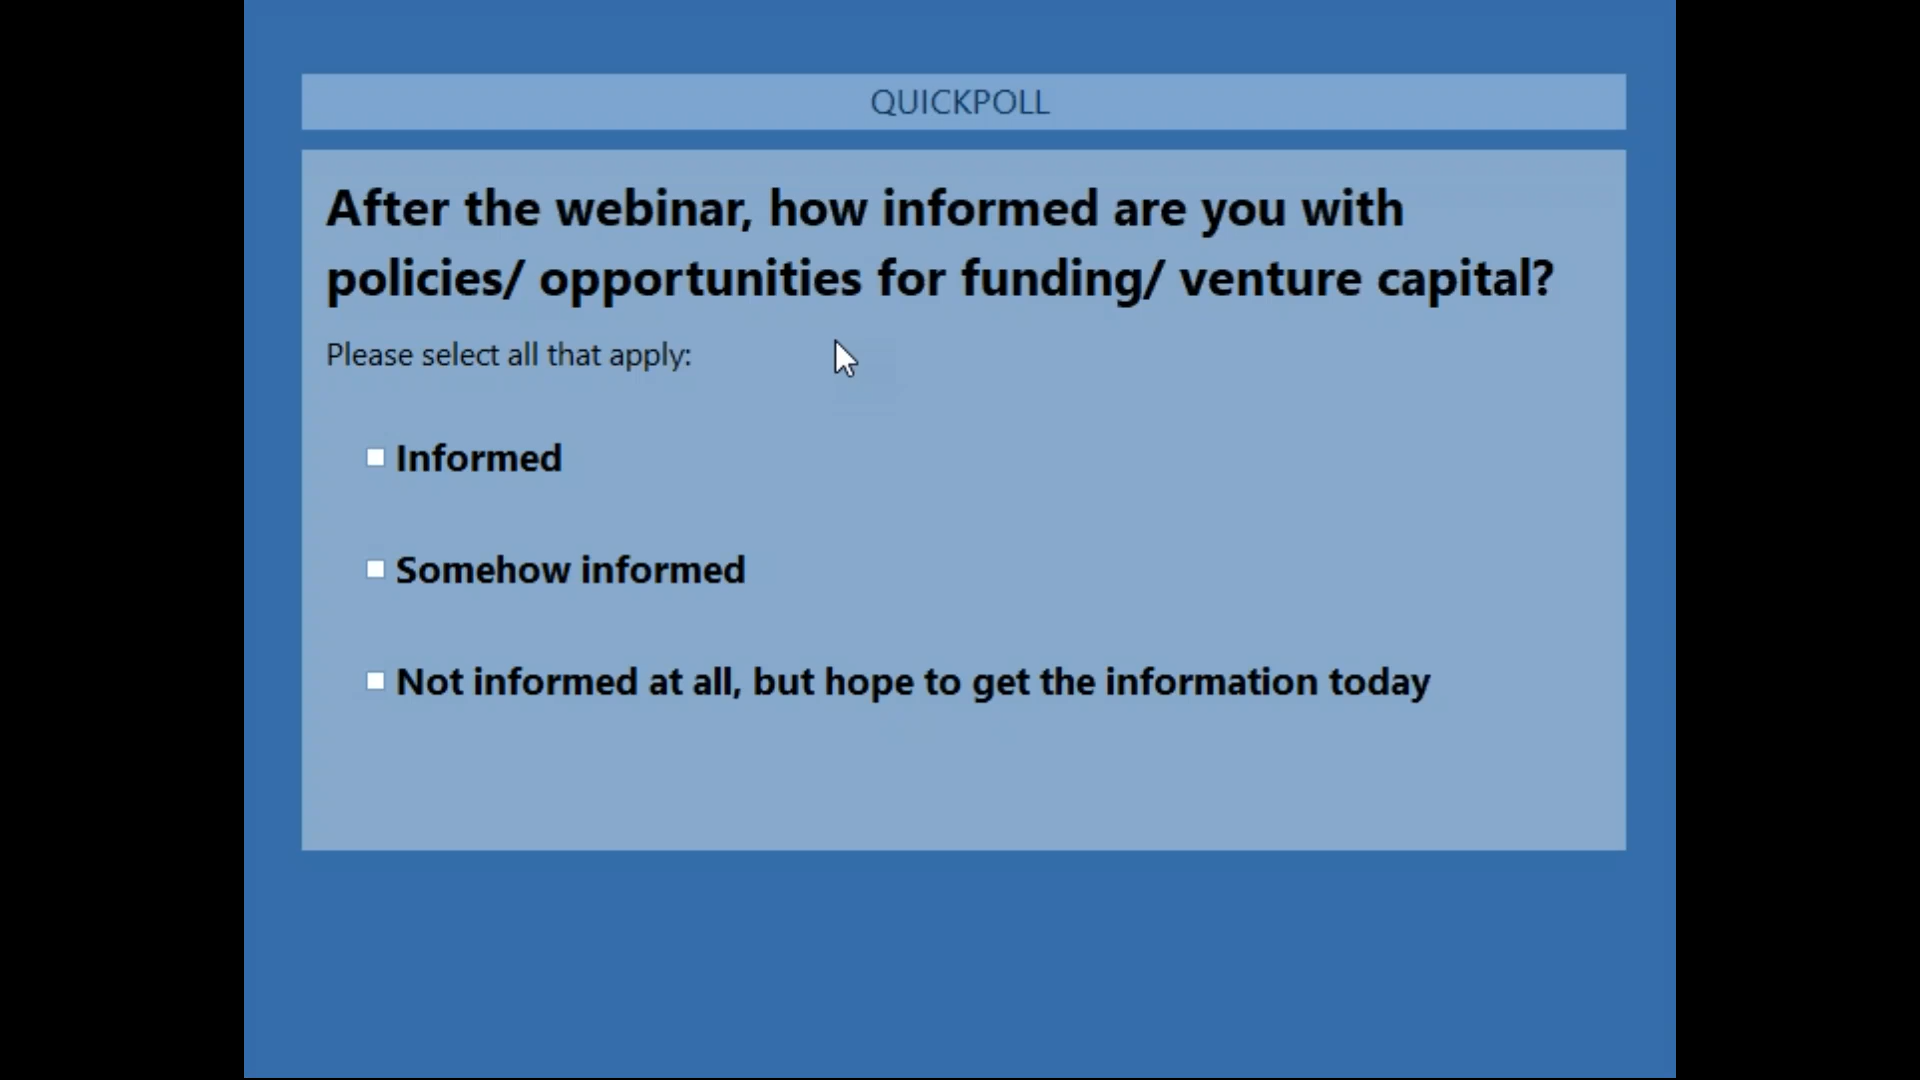 QUICKPOLL
After the webinar, how informed are you with
policies/ opportunities for funding/ venture capital?
Please select all that apply:
Informed
Somehow informed
Not informed at all, but hope to get the information today